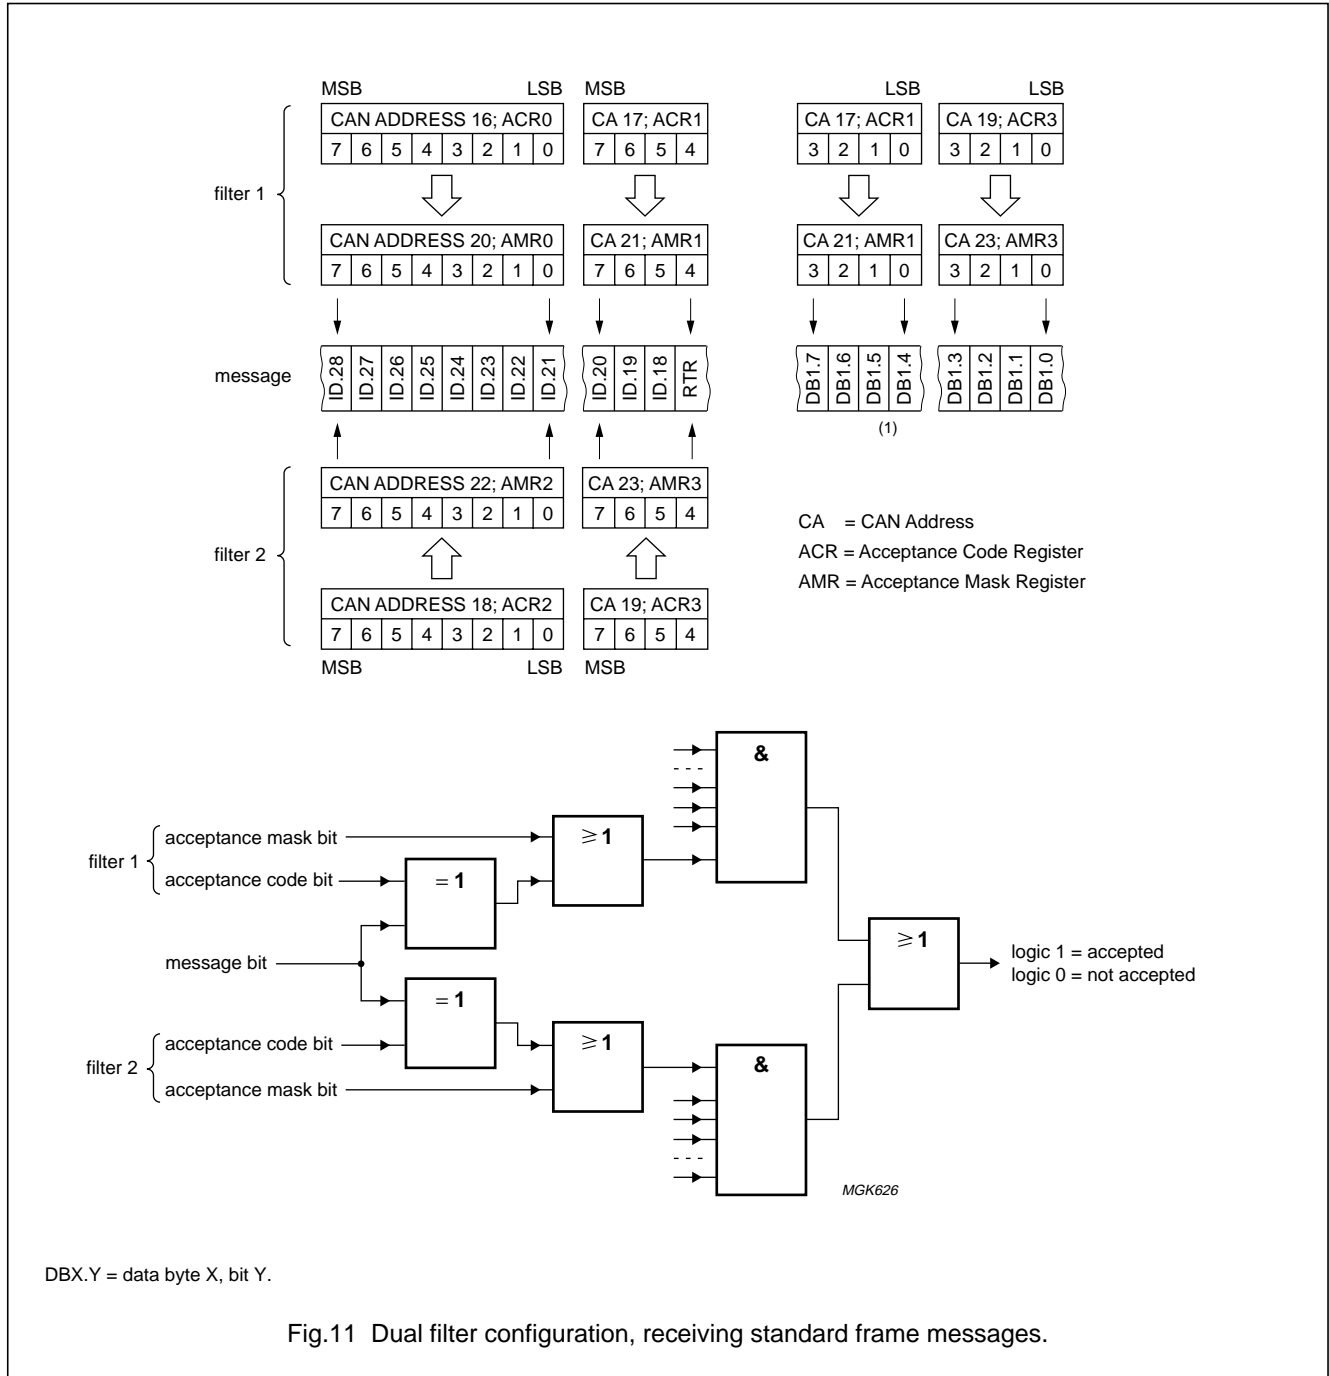 MSB LSB MSB LSB LSB
CAN ADDRESS 16; ACR0 CA 17; ACR1 CA 17; ACR1 CA 19; ACR3
7 6 5 4 3 2 1 0 7 6 5 4 3 2 1 0 3 2 1 0
filter 1
CAN ADDRESS 20; AMR0 CA 21; AMR1 CA 21; AMR1 CA 23; AMR3
7 6 5 4 3 2 1 0 7 6 5 4 3 2 1 0 3 2 1 0
message ID.28 ID.27 ID.26 ID.25 ID.24 ID.23 ID.22 ID.21 ID.20 ID.19 ID.18 RTR DB1.7 DB1.6 DB1.5 DB1.4 DB1.3 DB1.2 DB1.1 DB1.0
(1)
CAN ADDRESS 22; AMR2 CA 23; AMR3
7 6 5 4 3 2 1 0 7 6 5 4
filter 2
CAN ADDRESS 18; ACR2 CA 19; ACR3
7 6 5 4 3 2 1 0 7 6 5 4
MSB LSB MSB
CA = CAN Address
ACR = Acceptance Code Register
AMR = Acceptance Mask Register
&
filter 1
acceptance mask bit
≥ 1
acceptance code bit
= 1
message bit
≥ 1
logic 1 = accepted
logic 0 = not accepted
= 1
filter 2
acceptance code bit
≥ 1
acceptance mask bit
&
MGK626
DBX.Y = data byte X, bit Y.
Fig.11 Dual filter configuration, receiving standard frame messages.